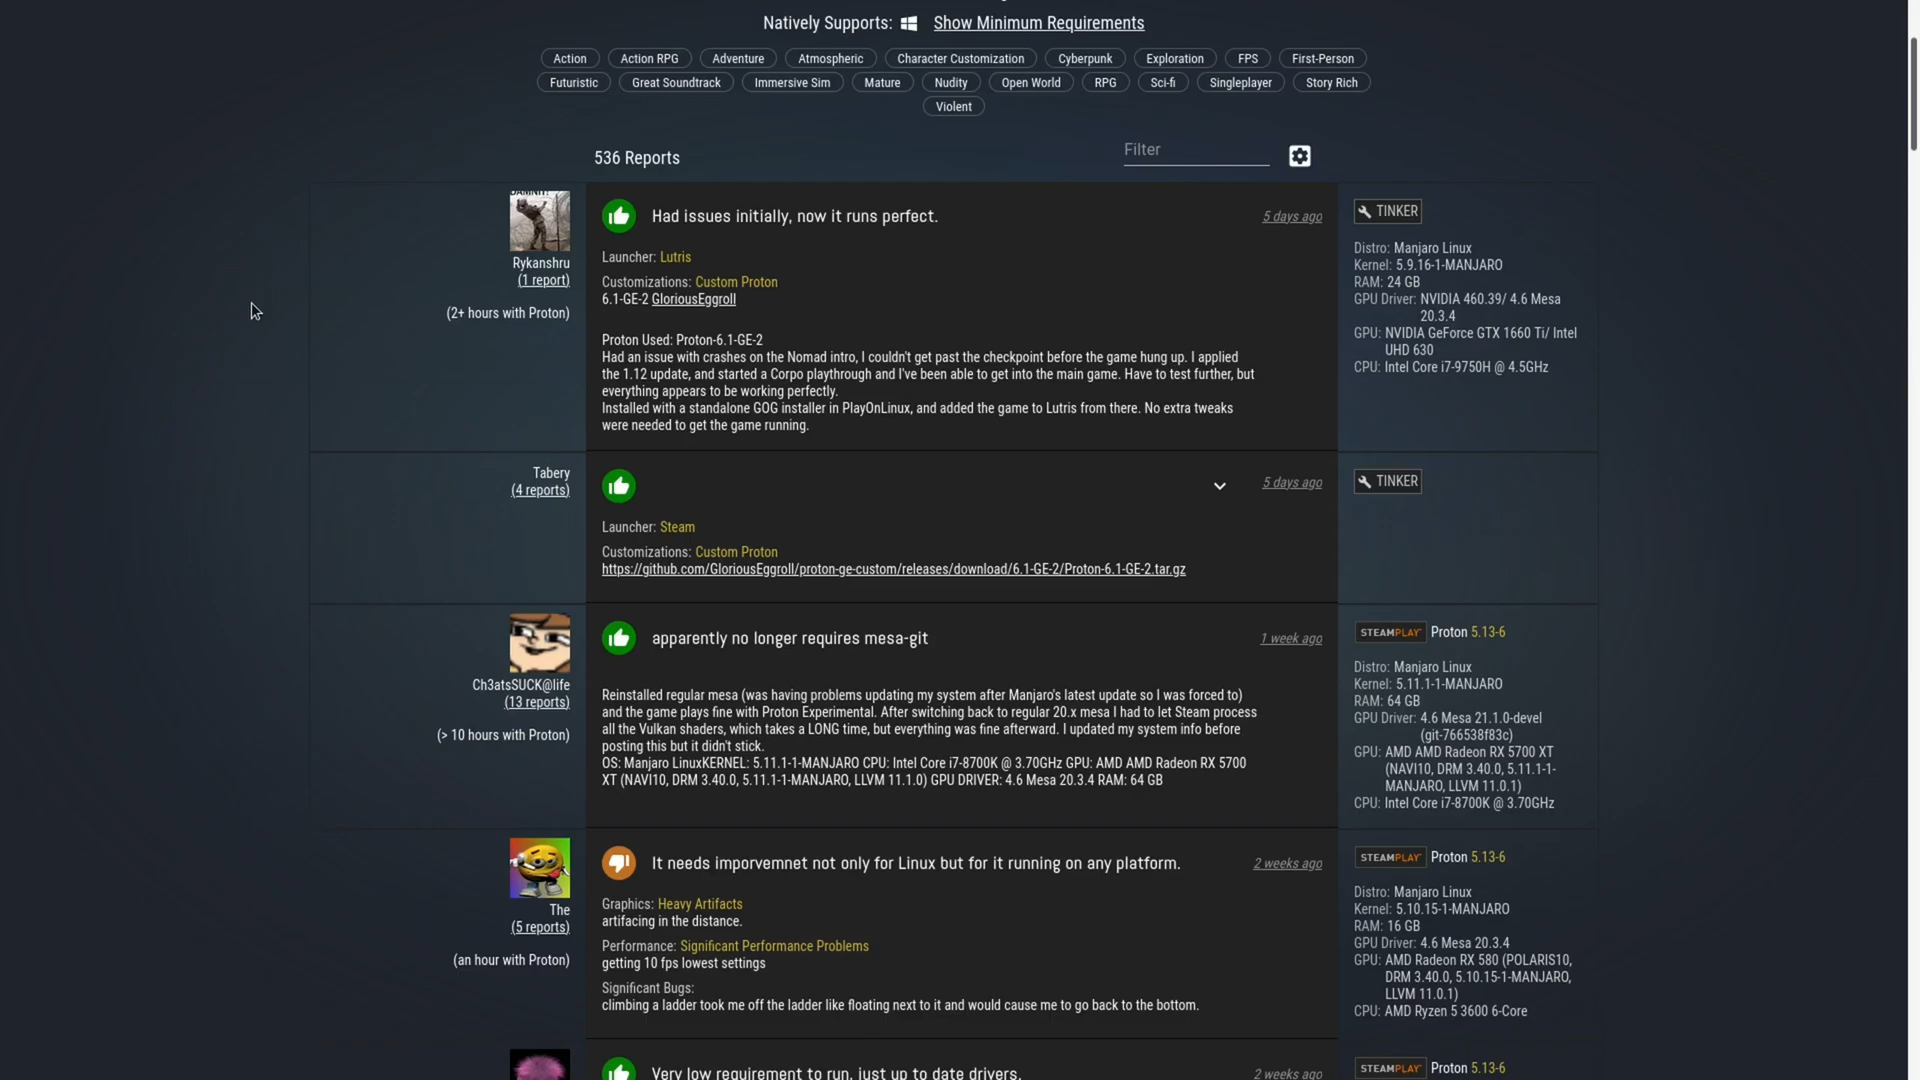 Natively Supports: Show Minimum Requirements
Action Action RPG Adventure Atmospheric Character Customization Cyberpunk Exploration FPS First-Person
Futuristic Great Soundtrack Immersive Sim Mature Nudity Open World RPG Sci-fi Singleplayer Story Rich
Violent
536 Reports
Filter
Rykanshru
(1 report)
(2+ hours with Proton)
Had issues initially, now it runs perfect.
5 days ago
Launcher: Lutris
Customizations: Custom Proton
6.1-GE-2 GloriousEggroll
Proton Used: Proton-6.1-GE-2
Had an issue with crashes on the Nomad intro, I couldn't get past the checkpoint before the game hung up. I applied
the 1.12 update, and started a Corpo playthrough and I've been able to get into the main game. Have to test further, but
everything appears to be working perfectly.
Installed with a standalone GOG installer in PlayOnLinux, and added the game to Lutris from there. No extra tweaks
were needed to get the game running.
TINKER
Distro: Manjaro Linux
Kernel: 5.9.16-1-MANJARO
RAM: 24 GB
GPU Driver: NVIDIA 460.39/ 4.6 Mesa
20.3.4
GPU: NVIDIA GeForce GTX 1660 Ti/ Intel
UHD 630
CPU: Intel Core i7-9750H @ 4.5GHz
Tabery
(4 reports)
5 days ago
Launcher: Steam
Customizations: Custom Proton
https://github.com/GloriousEggroll/proton-ge-custom/releases/download/6.1-GE-2/Proton-6.1-GE-2.tar.gz
TINKER
Ch3atsSUCK@life
(13 reports)
(> 10 hours with Proton)
apparently no longer requires mesa-git
1 week ago
Reinstalled regular mesa (was having problems updating my system after Manjaro's latest update so I was forced to)
and the game plays fine with Proton Experimental. After switching back to regular 20.x mesa I had to let Steam process
all the Vulkan shaders, which takes a LONG time, but everything was fine afterward. I updated my system info before
posting this but it didn't stick.
OS: Manjaro LinuxKERNEL: 5.11.1-1-MANJARO CPU: Intel Core i7-8700K @ 3.70GHz GPU: AMD AMD Radeon RX 5700
XT (NAVI10, DRM 3.40.0, 5.11.1-1-MANJARO, LLVM 11.1.0) GPU DRIVER: 4.6 Mesa 20.3.4 RAM: 64 GB
STEAMPLAY Proton 5.13-6
Distro: Manjaro Linux
Kernel: 5.11.1-1-MANJARO
RAM: 64 GB
GPU Driver: 4.6 Mesa 21.1.0-devel
(git-766538f83c)
GPU: AMD AMD Radeon RX 5700 XT
(NAVI10, DRM 3.40.0, 5.11.1-1-
MANJARO, LLVM 11.0.1)
CPU: Intel Core i7-8700K @ 3.70GHz
The
(5 reports)
(an hour with Proton)
It needs imporvemnet not only for Linux but for it running on any platform.
2 weeks ago
Graphics: Heavy Artifacts
artifacing in the distance.
Performance: Significant Performance Problems
getting 10 fps lowest settings
Significant Bugs:
climbing a ladder took me off the ladder like floating next to it and would cause me to go back to the bottom.
STEAMPLAY Proton 5.13-6
Distro: Manjaro Linux
Kernel: 5.10.15-1-MANJARO
RAM: 16 GB
GPU Driver: 4.6 Mesa 20.3.4
GPU: AMD Radeon RX 580 (POLARIS10,
DRM 3.40.0, 5.10.15-1-MANJARO,
LLVM 11.0.1)
CPU: AMD Ryzen 5 3600 6-Core
Very low requirement to run, just up to date drivers.
2 weeks ago
STEAMPLAY Proton 5.13-6